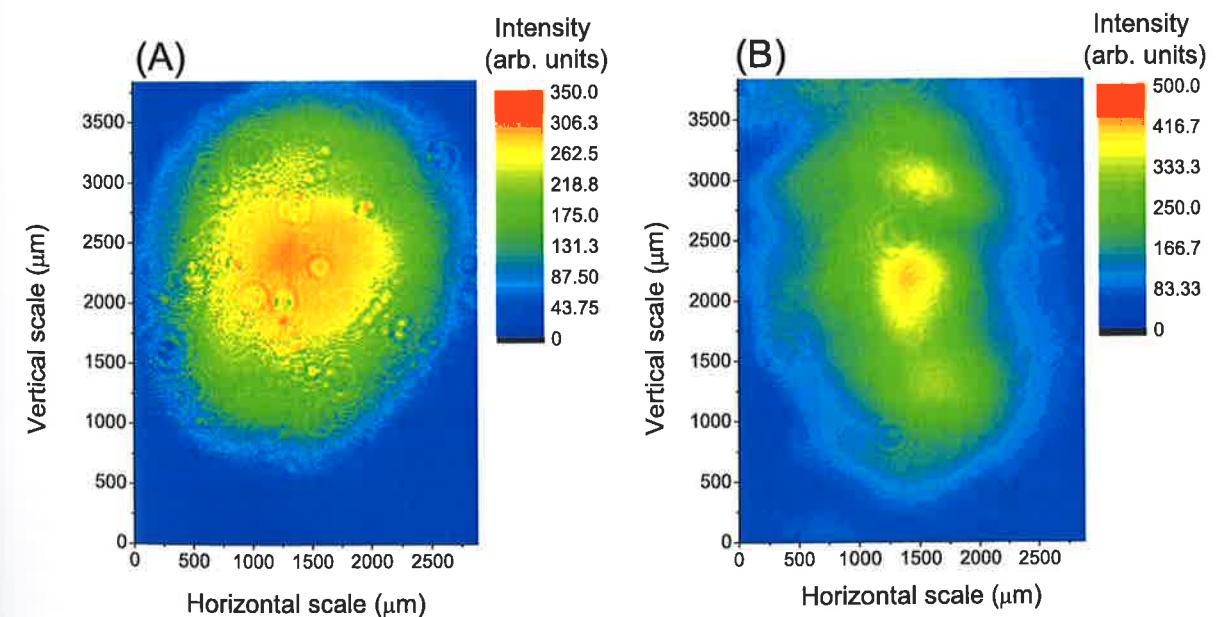 (A)
Intensity
(arb. units)
350.0
306.3
262.5
218.8
175.0
131.3
87.50
43.75
0
Vertical scale (μm)
3500
3000
2500
2000
1500
1000
500
0
0 500 1000 1500 2000 2500
Horizontal scale (μm)
(B)
Intensity
(arb. units)
500.0
416.7
333.3
250.0
166.7
83.33
0
Vertical scale (μm)
3500
3000
2500
2000
1500
1000
500
0
0 500 1000 1500 2000 2500
Horizontal scale (μm)